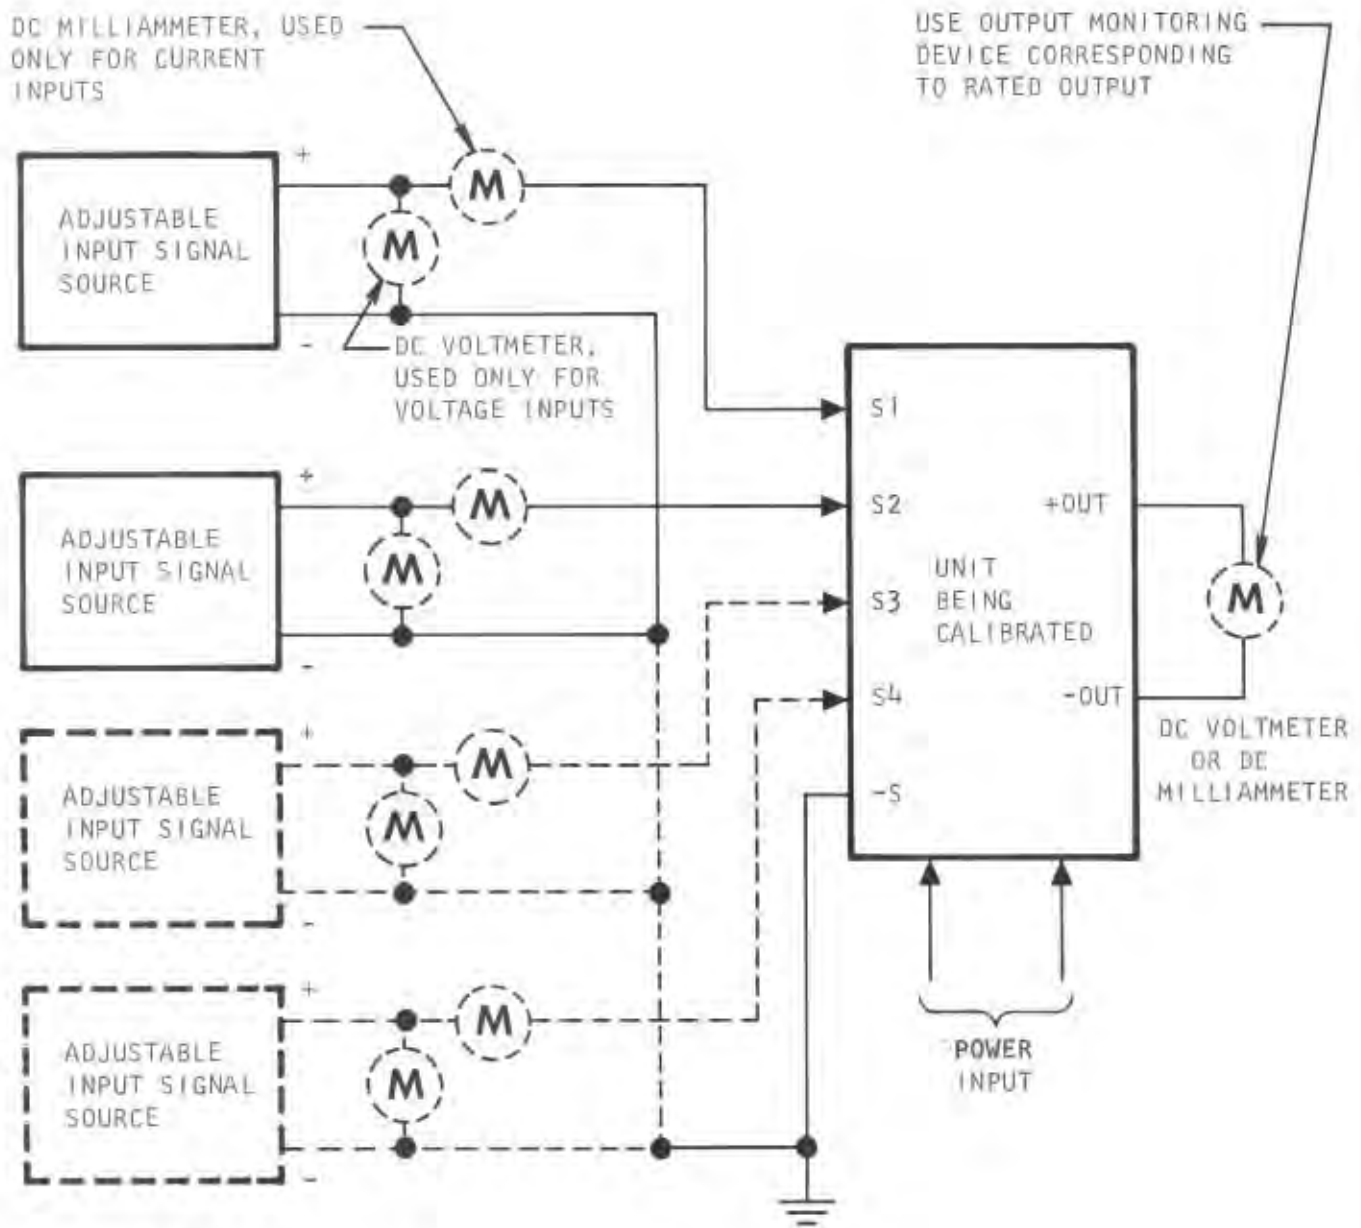 DC MILLIAMMETER, USED
ONLY FOR CURRENT
INPUTS
USE OUTPUT MONITORING
DEVICE CORRESPONDING
TO RATED OUTPUT
+
M
ADJUSTABLE
INPUT SIGNAL
SOURCE
M
-
DC VOLTMETER,
USED ONLY FOR
VOLTAGE INPUTS
S1
+
M
S2
+OUT
ADJUSTABLE
INPUT SIGNAL
SOURCE
M
-
UNIT
BEING
CALIBRATED
S3
M
S4
-OUT
DC VOLTMETER
OR DC
MILLIAMMETER
+
M
ADJUSTABLE
INPUT SIGNAL
SOURCE
M
-
-S
+
M
ADJUSTABLE
INPUT SIGNAL
SOURCE
M
-
POWER
INPUT